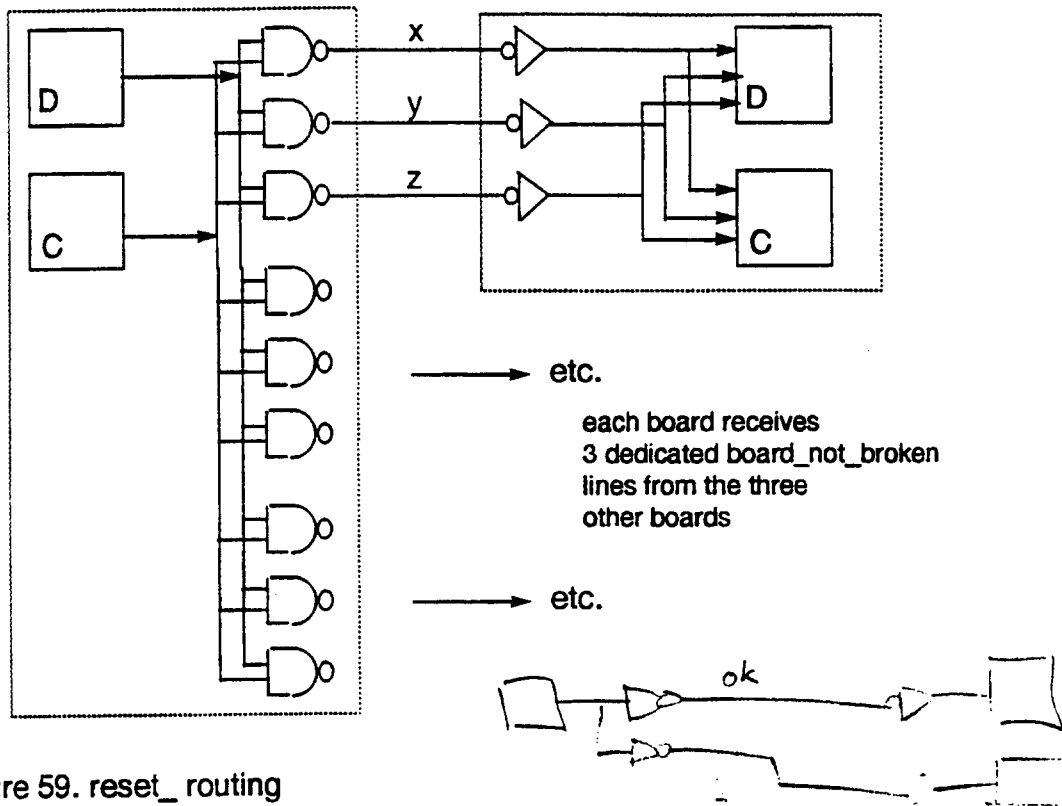 x
D
D
y
z
C
C
etc.
each board receives
3 dedicated board_not_broken
lines from the three
other boards
etc.
ok
re 59. reset_ routing